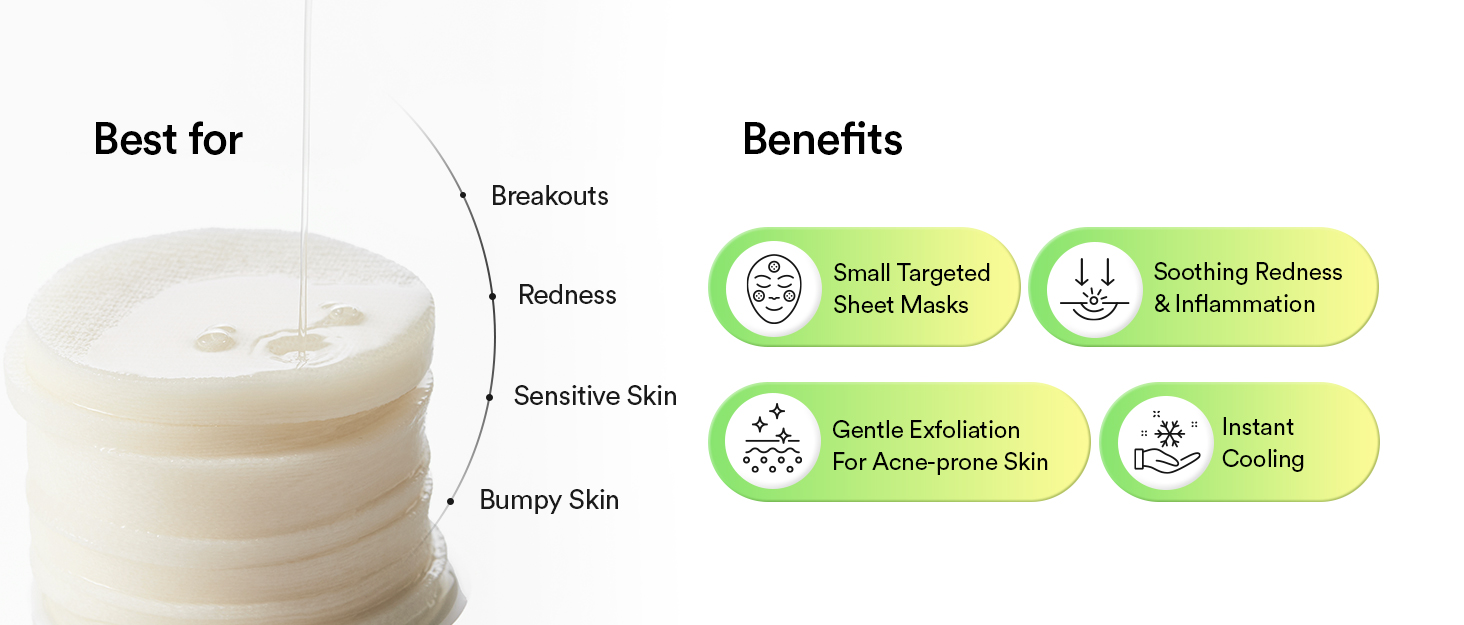 Best for
Breakouts
Redness
Sensitive Skin
Bumpy Skin
Benefits
Small Targeted
Sheet Masks
Soothing Redness
& Inflammation
Gentle Exfoliation
For Acne-prone Skin
Instant
Cooling